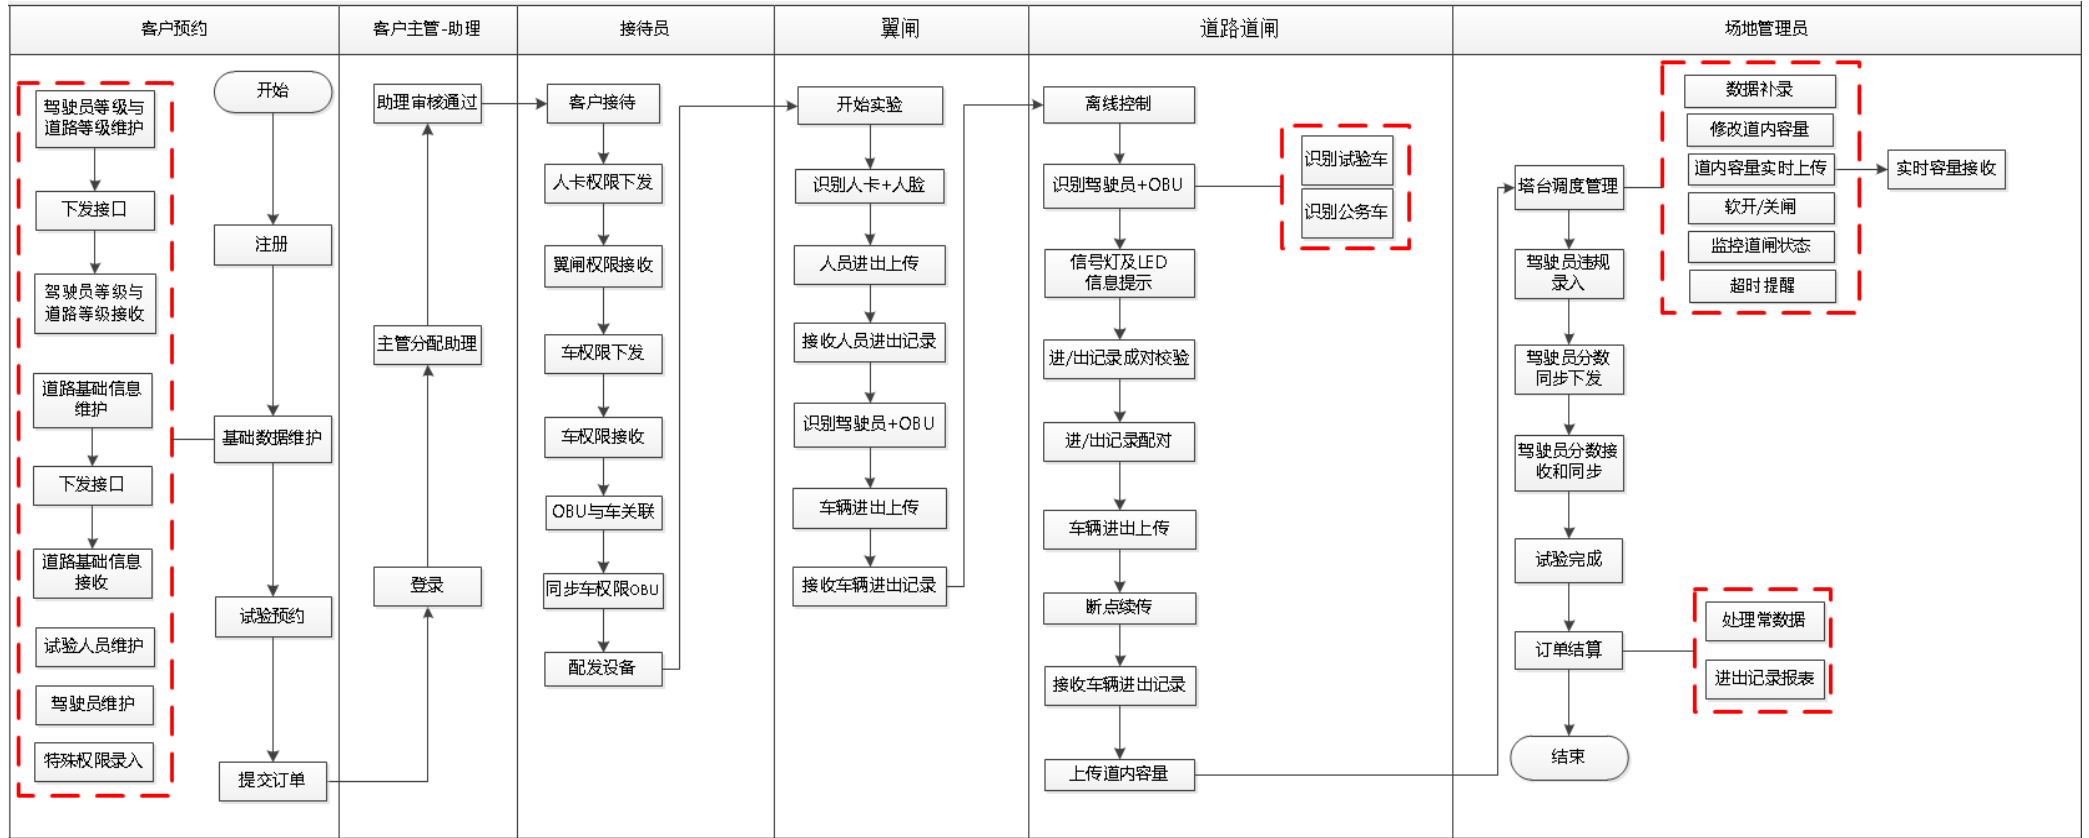 客户预约
客户主管-助理
接待员
翼闸
道路道闸
场地管理员
开始
注册
基础数据维护
试验预约
提交订单
驾驶员等级与
道路等级维护
下发接口
驾驶员等级与
道路等级接收
道路基础信息
维护
下发接口
道路基础信息
接收
试验人员维护
驾驶员维护
特殊权限录入
助理审核通过
主管分配助理
登录
客户接待
人卡权限下发
翼闸权限接收
车权限下发
车权限接收
OBU与车关联
同步车权限OBU
配发设备
开始实验
识别人卡+人脸
人员进出上传
接收人员进出记录
识别驾驶员+OBU
车辆进出上传
接收车辆进出记录
离线控制
识别驾驶员+OBU
信号灯及LED
信息提示
进/出记录成对校验
进/出记录配对
车辆进出上传
断点续传
接收车辆进出记录
上传道内容量
识别试验车
识别公务车
塔台调度管理
驾驶员违规
录入
驾驶员分数
同步下发
驾驶员分数接
收和同步
试验完成
订单结算
结束
数据补录
修改道内容量
道内容量实时上传
软开/关闸
监控道闸状态
超时提醒
实时容量接收
处理常数据
进出记录报表